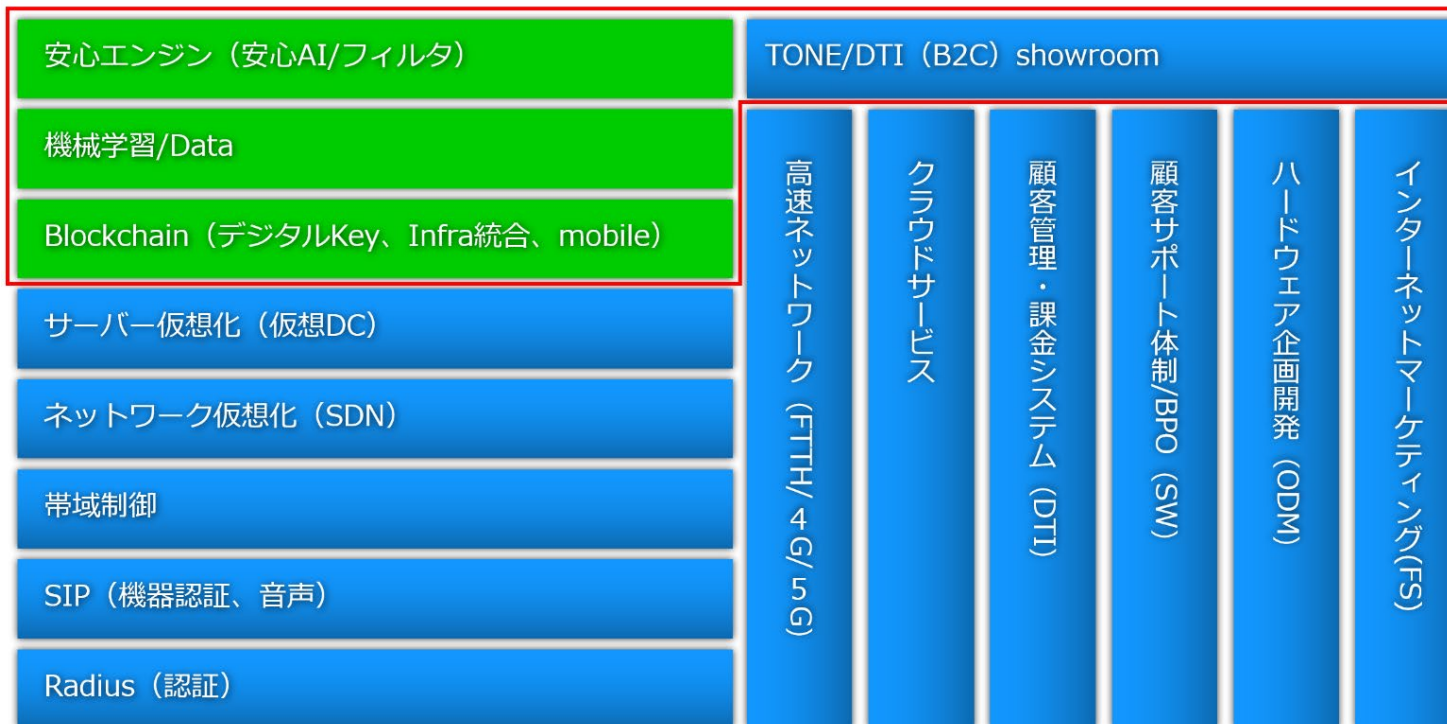 安心エンジン（安心AI/フィルタ）
TONE/DTI（B2C）showroom
機械学習/Data
Blockchain（デジタルKey、Infra統合、mobile）
サーバー仮想化（仮想DC）
ネットワーク仮想化（SDN）
帯域制御
SIP（機器認証、音声）
Radius（認証）
高速ネットワーク（FTTH/４G/５G）
クラウドサービス
顧客管理・課金システム（DTI）
顧客サポート体制/BPO（SW）
ハードウェア企画開発（ODM）
インターネットマーケティング(FS)